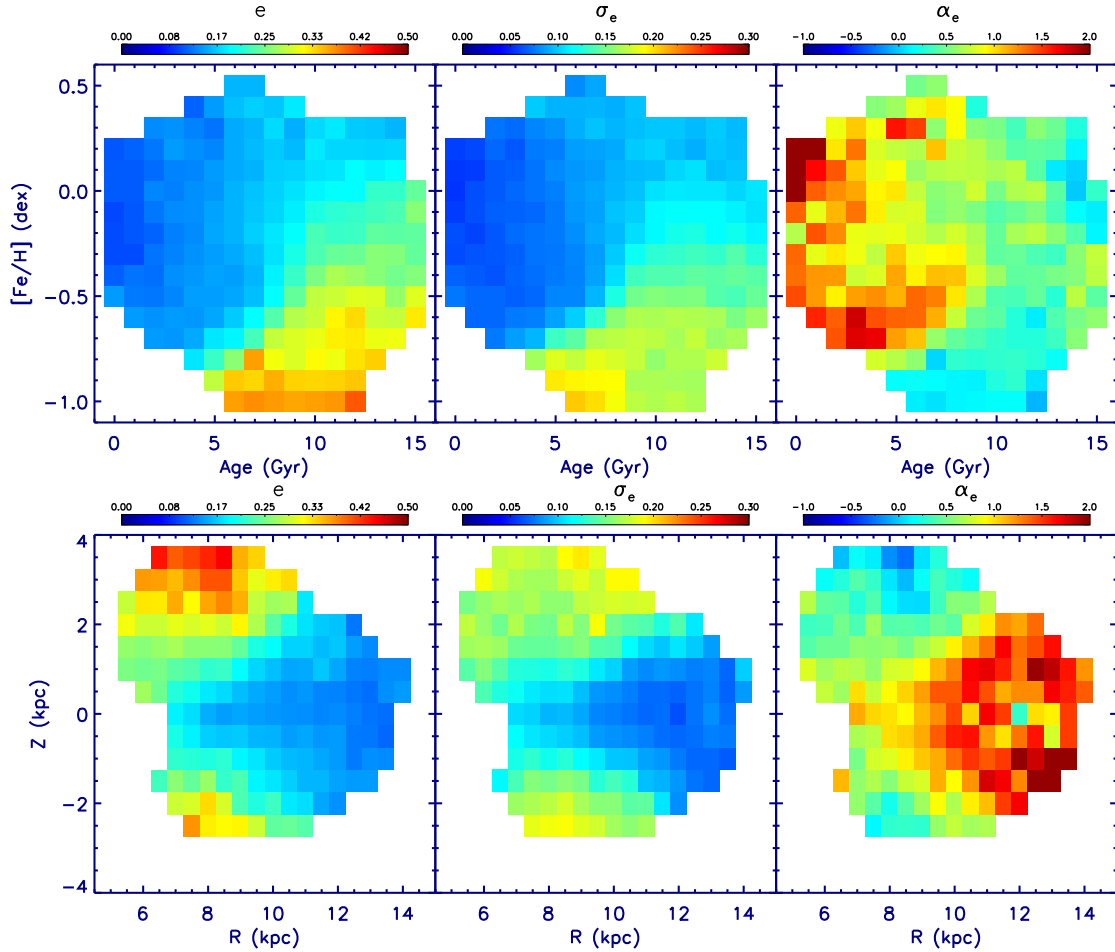 e σe αe
0.00 0.08 0.17 0.25 0.33 0.42 0.50 0.00 0.05 0.10 0.15 0.20 0.25 0.30 -1.0 -0.5 0.0 0.5 1.0 1.5 2.0
0.5
0.0
−0.5
−1.0
[Fe/H] (dex)
0 5 10 15 0 5 10 15 0 5 10 15
Age (Gyr) Age (Gyr) Age (Gyr)
e σe αe
0.00 0.08 0.17 0.25 0.33 0.42 0.50 0.00 0.05 0.10 0.15 0.20 0.25 0.30 -1.0 -0.5 0.0 0.5 1.0 1.5 2.0
4
2
0
−2
−4
Z (kpc)
6 8 10 12 14 6 8 10 12 14 6 8 10 12 14
R (kpc) R (kpc) R (kpc)